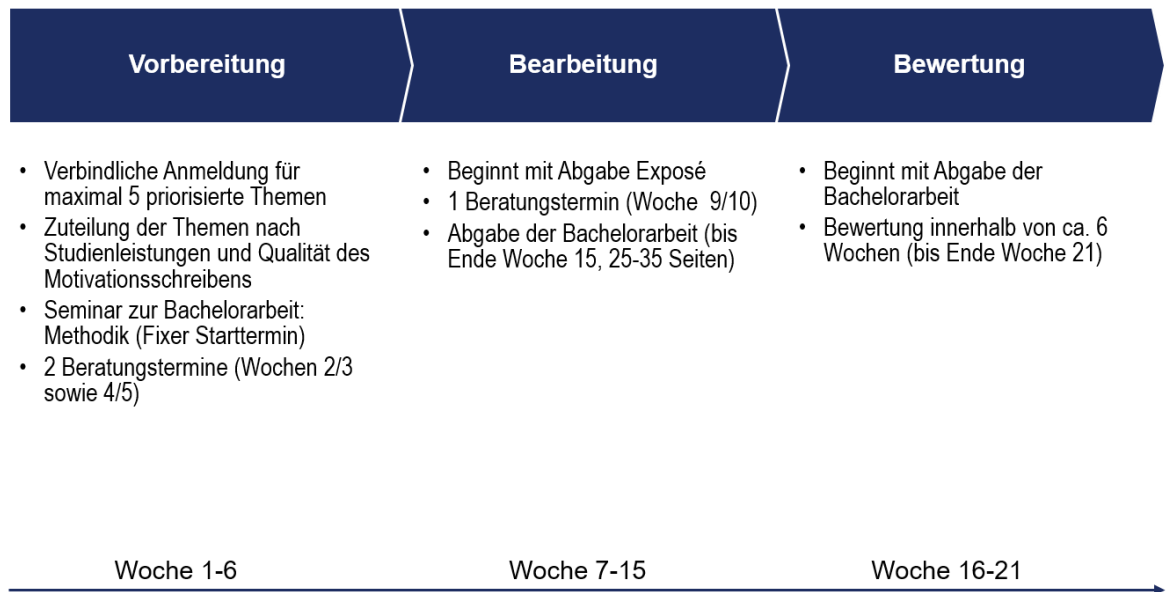 Vorbereitung
Bearbeitung
Bewertung
• Verbindliche Anmeldung für
maximal 5 priorisierte Themen
• Zuteilung der Themen nach
Studienleistungen und Qualität des
Motivationsschreibens
• Seminar zur Bachelorarbeit:
Methodik (Fixer Starttermin)
• 2 Beratungstermine (Wochen 2/3
sowie 4/5)
• Beginnt mit Abgabe Exposé
• 1 Beratungstermin (Woche 9/10)
• Abgabe der Bachelorarbeit (bis
Ende Woche 15, 25-35 Seiten)
• Beginnt mit Abgabe der
Bachelorarbeit
• Bewertung innerhalb von ca. 6
Wochen (bis Ende Woche 21)
Woche 1-6
Woche 7-15
Woche 16-21